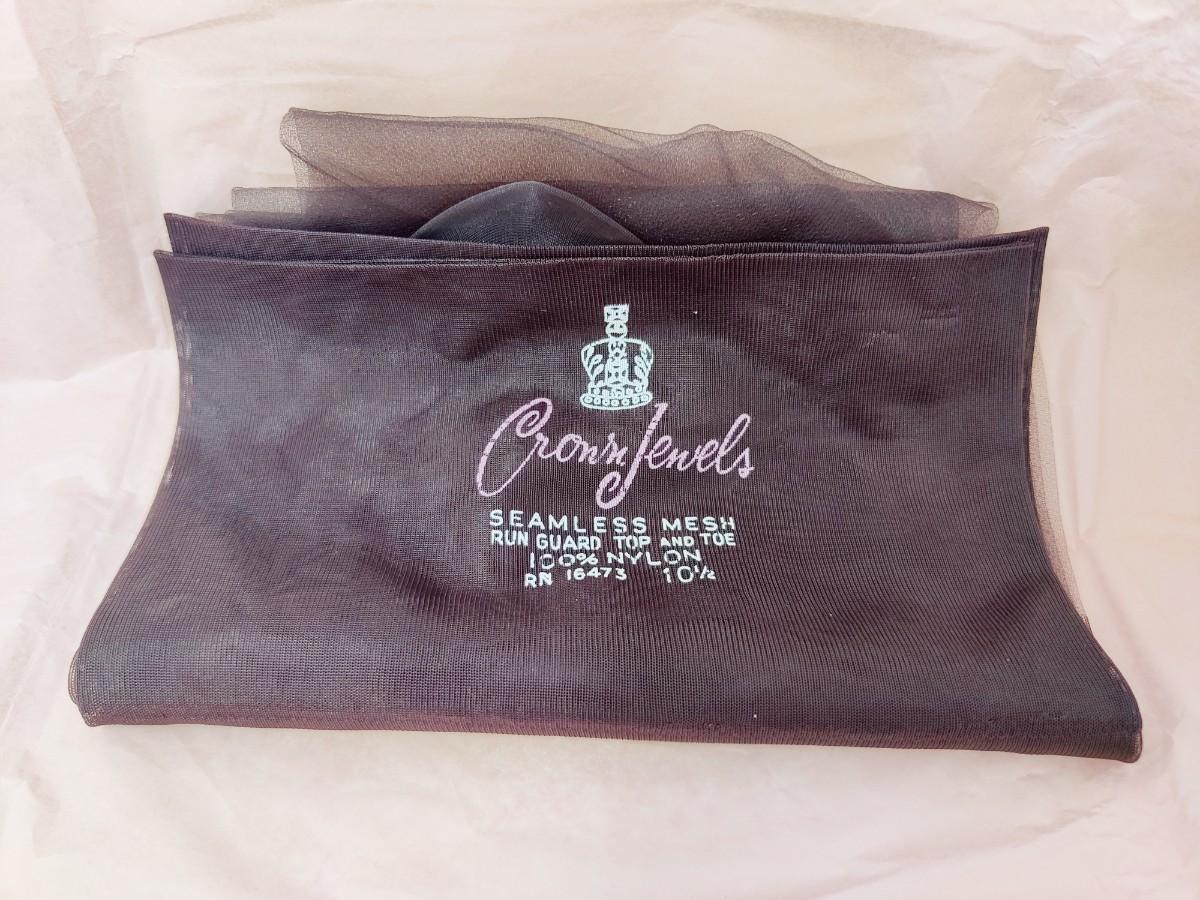 Crown Jewels
SEAMLESS MESH
RUN GUARD TOP AND TOE
100% NYLON
RN 16473 10½